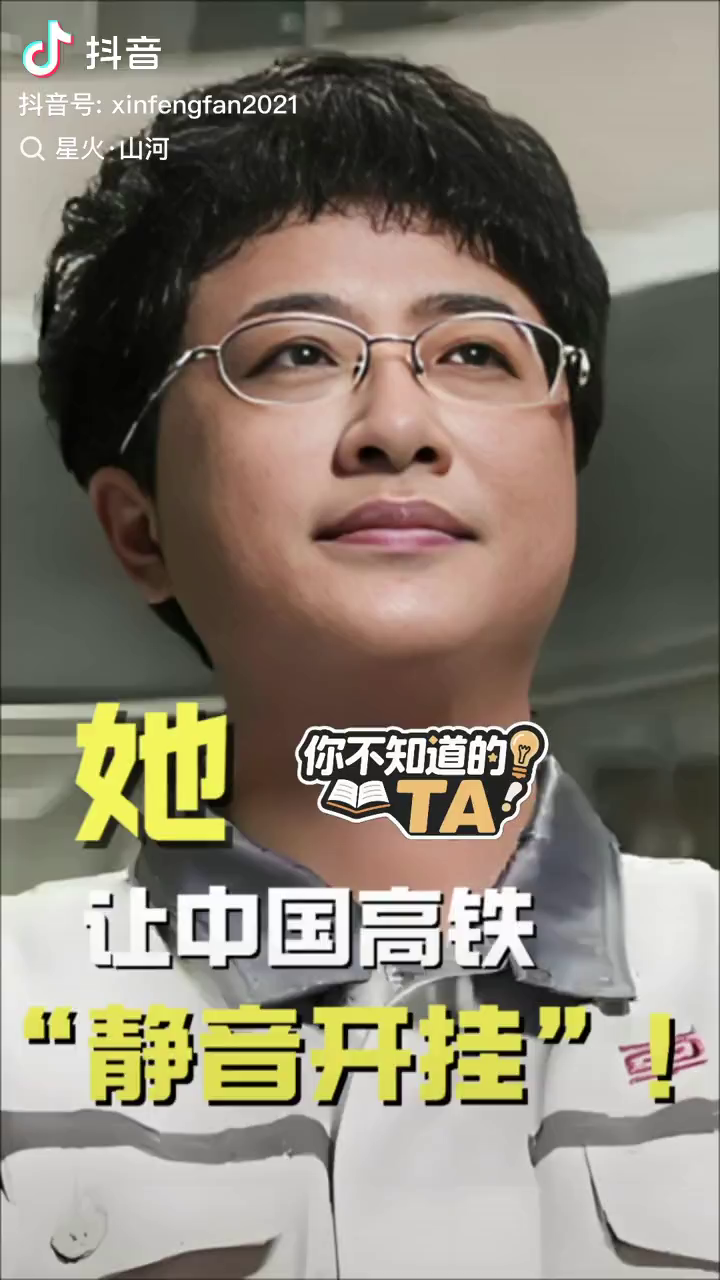 抖音
抖音号: xinfengfan2021
星火·山河
她
你不知道的
TA!
让中国高铁
“静音开挂”！